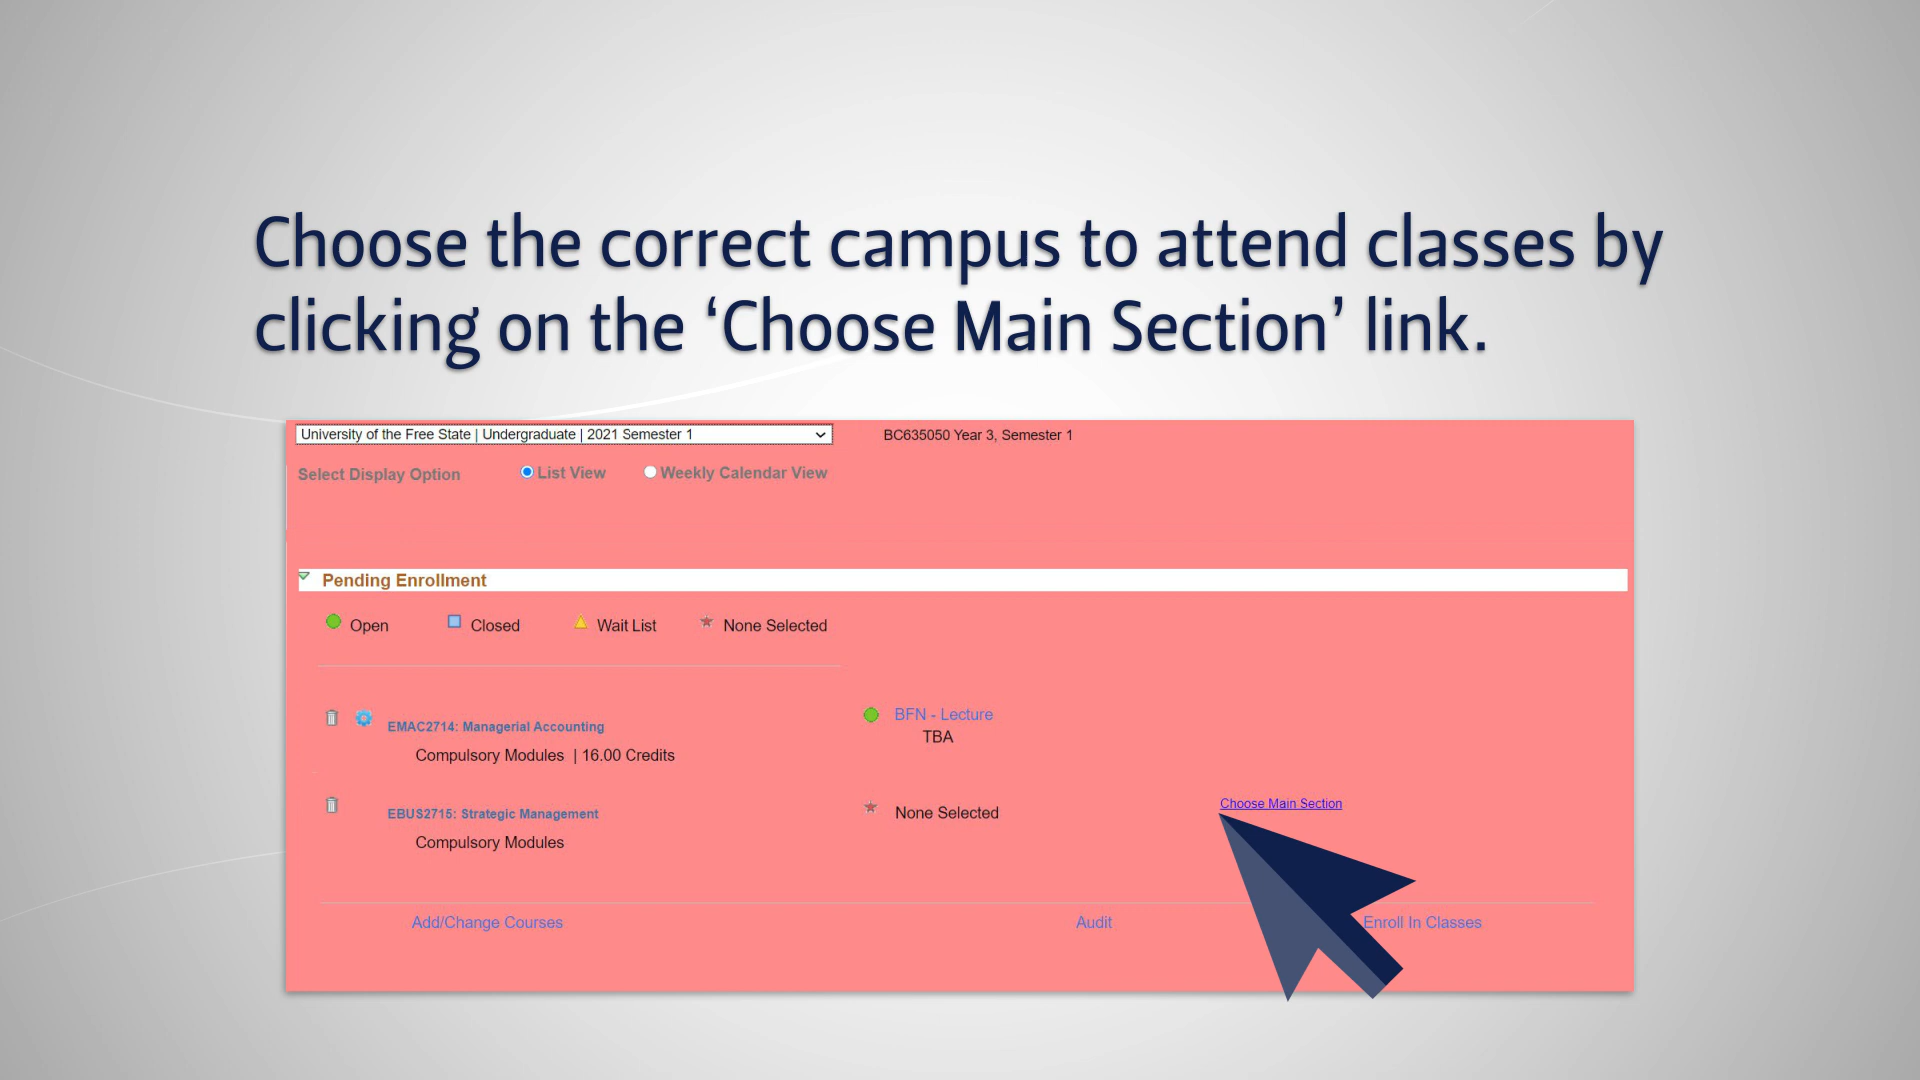 Choose the correct campus to attend classes by
clicking on the ‘Choose Main Section’ link.
University of the Free State | Undergraduate | 2021 Semester 1
BC635050 Year 3, Semester 1
Select Display Option
List View
Weekly Calendar View
Pending Enrollment
Open
Closed
Wait List
None Selected
EMAC2714: Managerial Accounting
Compulsory Modules | 16.00 Credits
BFN - Lecture
TBA
EBUS2715: Strategic Management
Compulsory Modules
None Selected
Choose Main Section
Add/Change Courses
Audit
Enroll In Classes